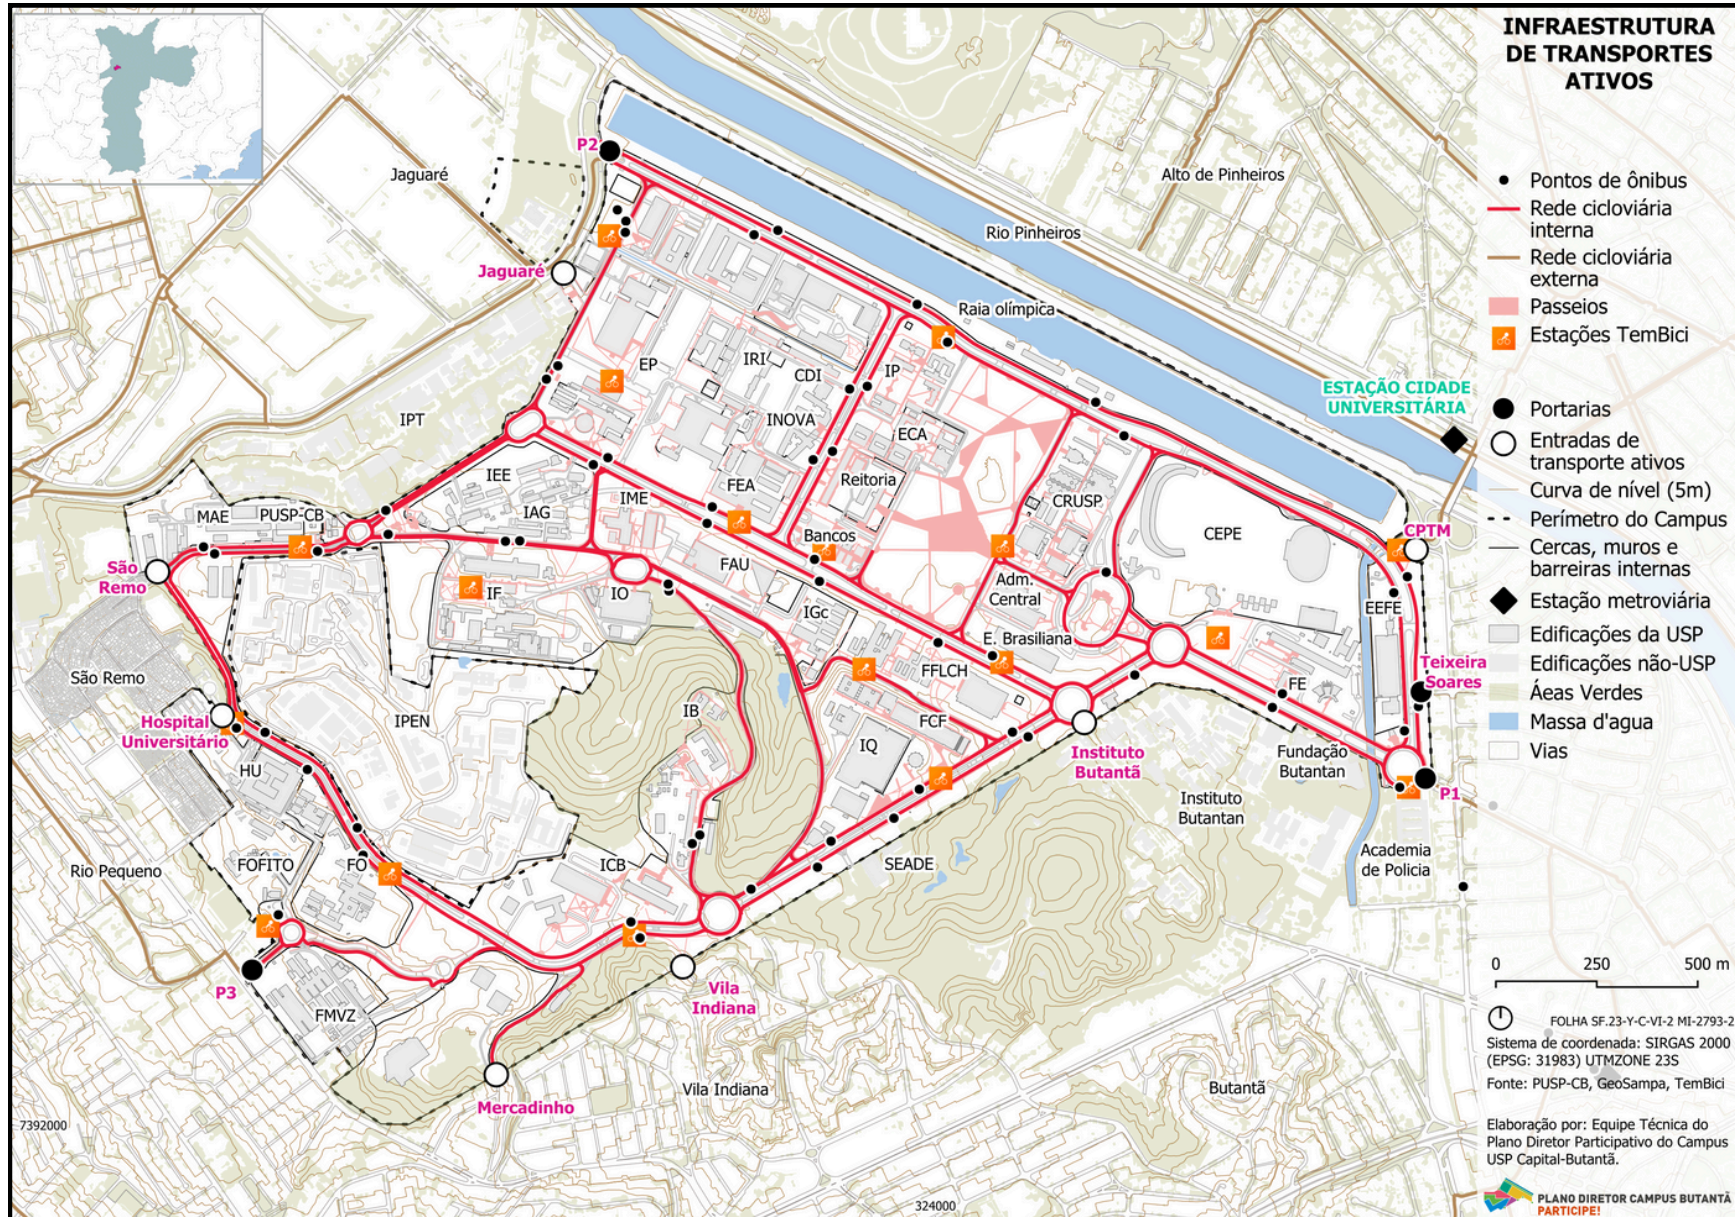 INFRAESTRUTURA
DE TRANSPORTES
ATIVOS
Pontos de ônibus
Rede cicloviária
interna
Rede cicloviária
externa
Passeios
Estações TemBici
Portarias
Entradas de
transporte ativos
Curva de nível (5m)
Perímetro do Campus
Cercas, muros e
barreiras internas
Estação metroviária
Edificações da USP
Edificações não-USP
Áeas Verdes
Massa d'agua
Vias
0 250 500 m
FOLHA SF.23-Y-C-VI-2 MI-2793-2
Sistema de coordenada: SIRGAS 2000
(EPSG: 31983) UTMZONE 23S
Fonte: PUSP-CB, GeoSampa, TemBici
Elaboração por: Equipe Técnica do
Plano Diretor Participativo do Campus
USP Capital-Butantã.
PLANO DIRETOR CAMPUS BUTANTÃ
PARTICIPE!
P2
Jaguaré
Alto de Pinheiros
Rio Pinheiros
Jaguaré
Raia olímpica
ESTAÇÃO CIDADE
UNIVERSITÁRIA
EP
IRI
CDI
IP
IPT
INOVA
ECA
IEE
FEA
Reitoria
CRUSP
IME
MAE
PUSP-CB
IAG
CEPE
CPTM
Bancos
São
Remo
FAU
IF
IO
Adm.
Central
EEFE
IGc
E. Brasiliana
São Remo
FFLCH
Teixeira
Soares
FE
Hospital
Universitário
IPEN
IB
FCF
IQ
Instituto
Butantã
Fundação
Butantan
HU
P1
Instituto
Butantan
Rio Pequeno
FOFITO
FO
ICB
SEADE
Academia
de Policia
P3
Vila
Indiana
FMVZ
Mercadinho
Vila Indiana
Butantã
7392000
324000